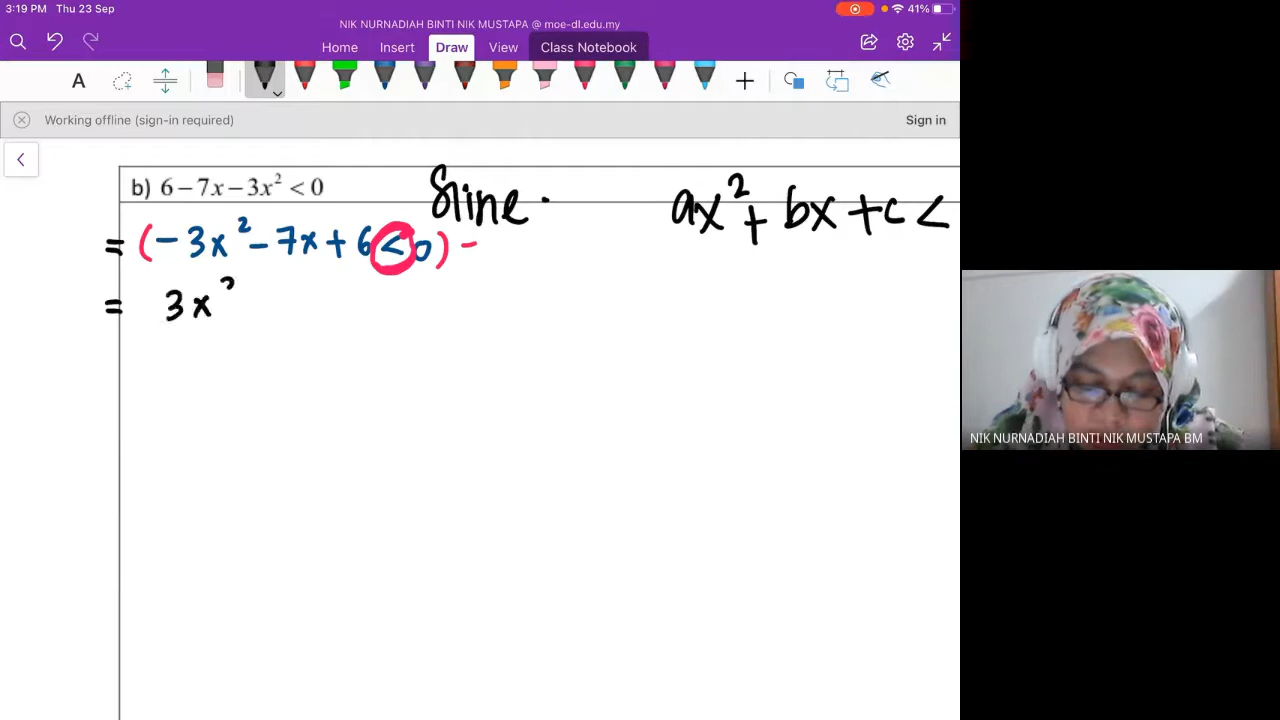 3:19 PM Thu 23 Sep
41%
NIK NURNADIAH BINTI NIK MUSTAPA @ moe-dl.edu.my
Home Insert Draw View Class Notebook
A
Working offline (sign-in required) Sign in
b) 6 − 7x − 3x² < 0
ax² + bx + c <
= (−3x² − 7x + 6 < 0) −
= 3x²
NIK NURNADIAH BINTI NIK MUSTAPA BM